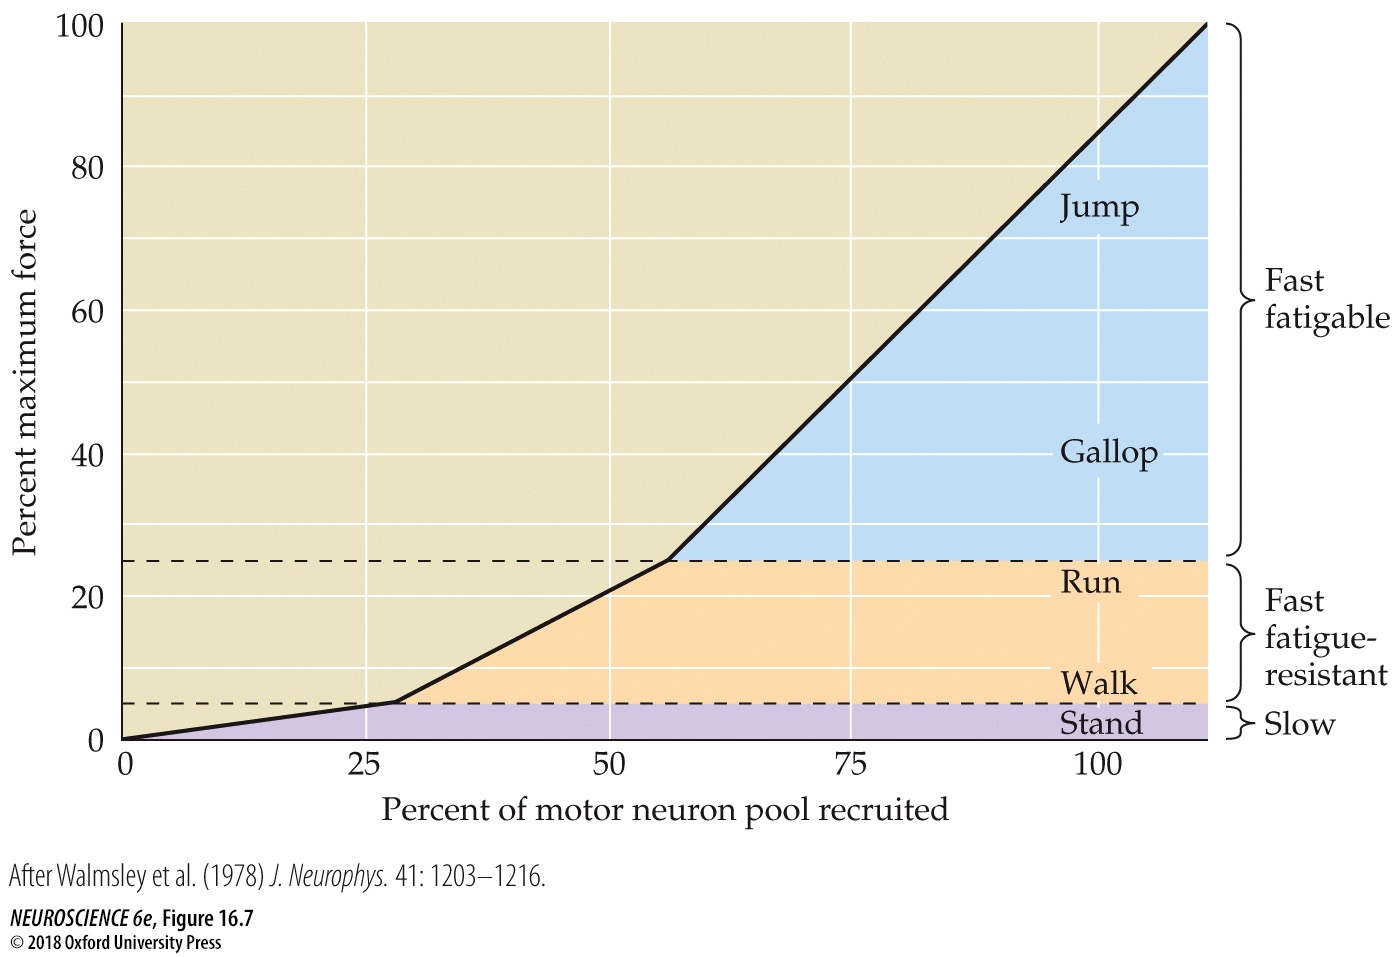 100
80
60
40
20
0
Percent maximum force
Jump
Gallop
Run
Walk
Stand
Fast
fatigable
Fast
fatigue-
resistant
Slow
0 25 50 75 100
Percent of motor neuron pool recruited
After Walmsley et al. (1978) J. Neurophys. 41: 1203–1216.
NEUROSCIENCE 6e, Figure 16.7
© 2018 Oxford University Press